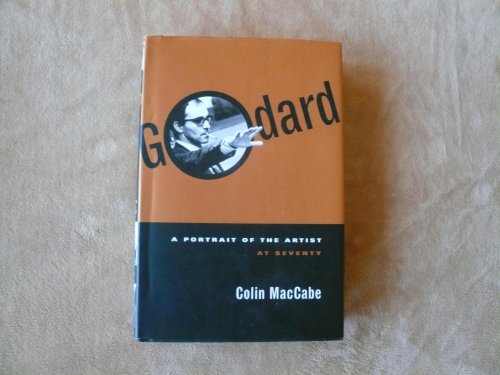 Godard
A PORTRAIT OF THE ARTIST
AT SEVENTY
Colin MacCabe